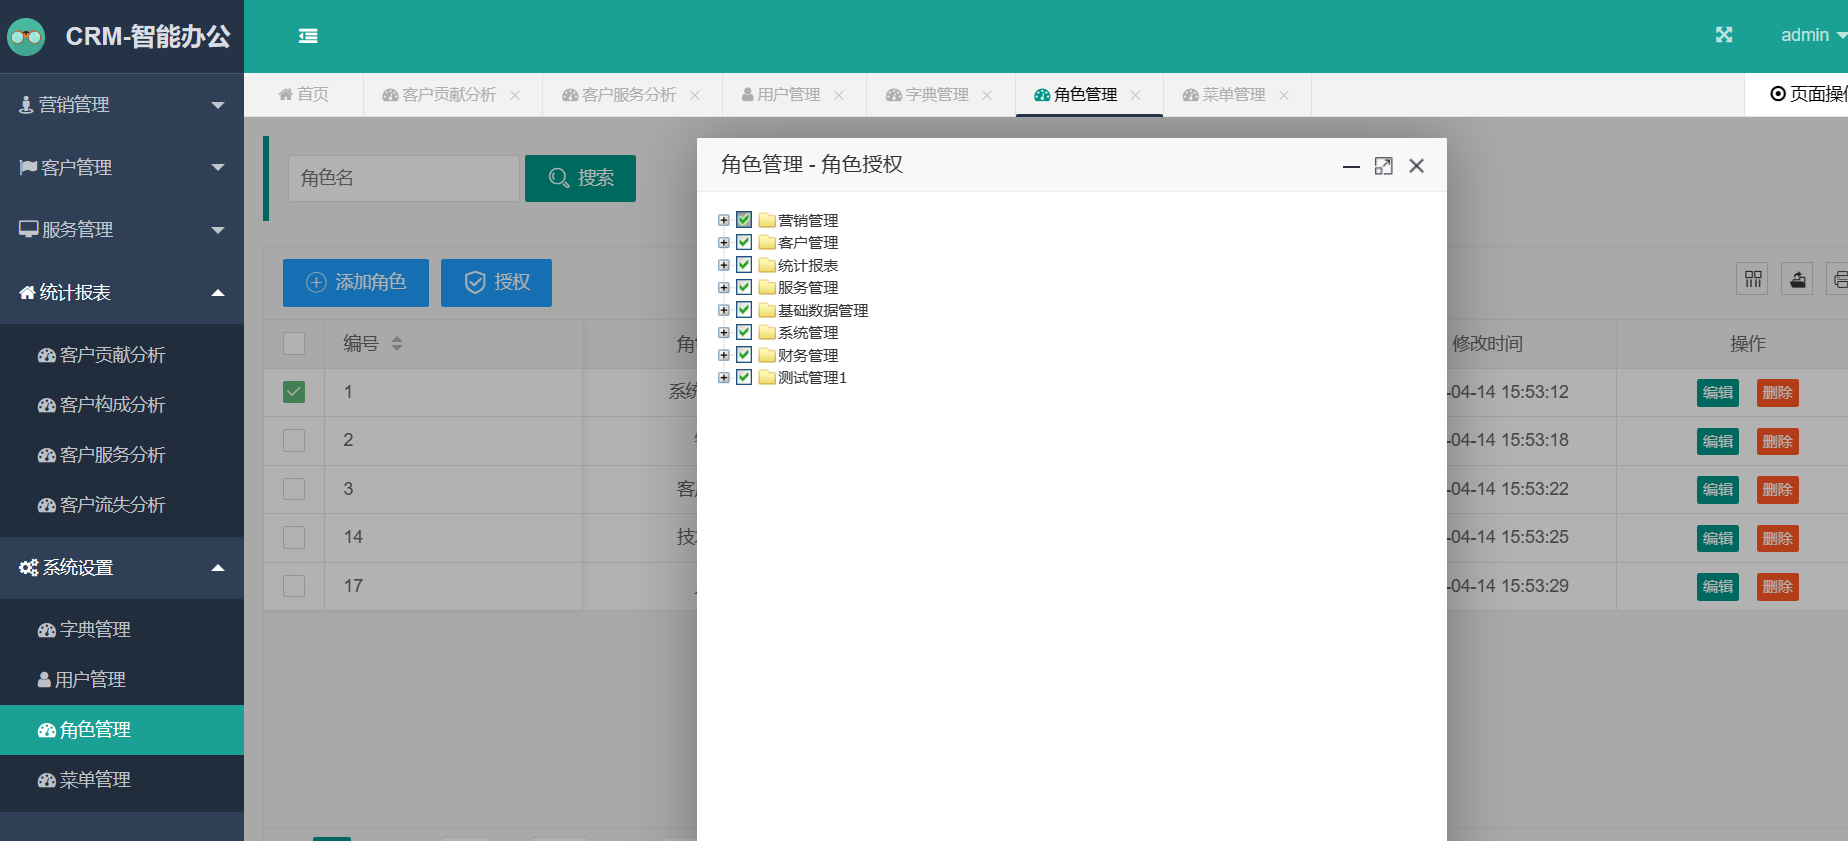 CRM-智能办公
admin
营销管理
客户管理
服务管理
统计报表
客户贡献分析
客户构成分析
客户服务分析
客户流失分析
系统设置
字典管理
用户管理
角色管理
菜单管理
首页
客户贡献分析
客户服务分析
用户管理
字典管理
角色管理
菜单管理
页面操
角色名
搜索
添加角色
授权
编号
修改时间
操作
1
系统
-04-14 15:53:12
编辑
删除
2
-04-14 15:53:18
编辑
删除
3
客
-04-14 15:53:22
编辑
删除
14
技
-04-14 15:53:25
编辑
删除
17
-04-14 15:53:29
编辑
删除
角色管理 - 角色授权
营销管理
客户管理
统计报表
服务管理
基础数据管理
系统管理
财务管理
测试管理1